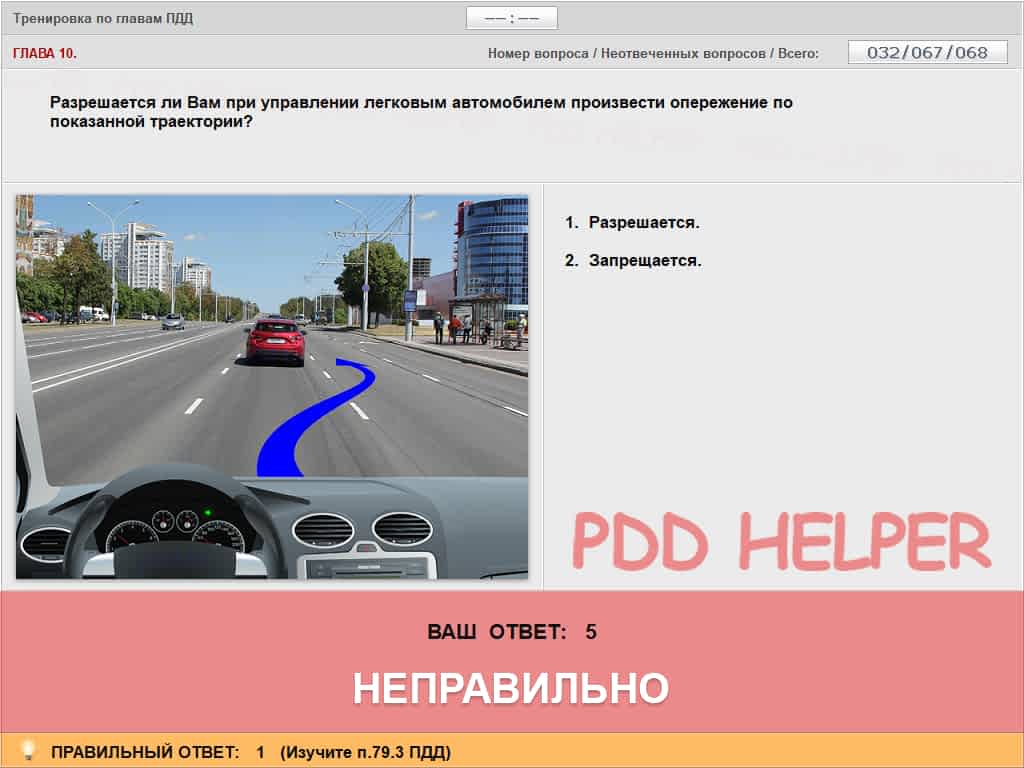 Тренировка по главам ПДД
–– : ––
ГЛАВА 10.
Номер вопроса / Неотвеченных вопросов / Всего:
032/067/068
Разрешается ли Вам при управлении легковым автомобилем произвести опережение по
показанной траектории?
1. Разрешается.
2. Запрещается.
PDD HELPER
ВАШ ОТВЕТ: 5
НЕПРАВИЛЬНО
ПРАВИЛЬНЫЙ ОТВЕТ: 1 (Изучите п.79.3 ПДД)